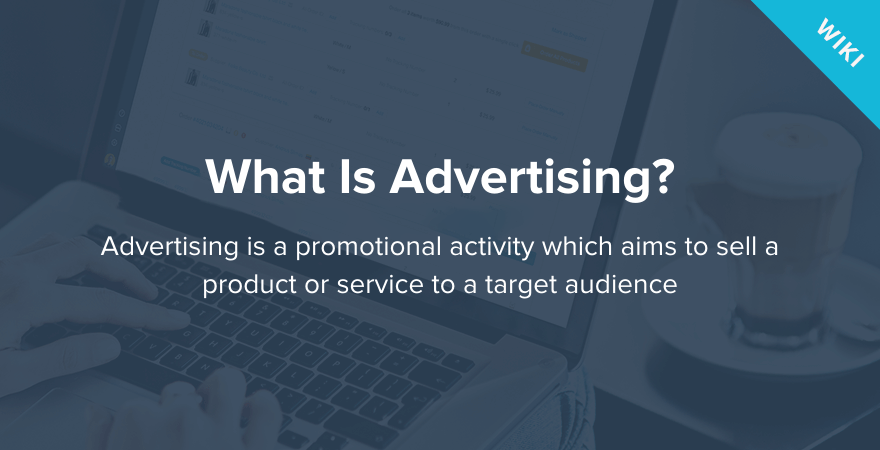 WIKI
What Is Advertising?
Advertising is a promotional activity which aims to sell a
product or service to a target audience